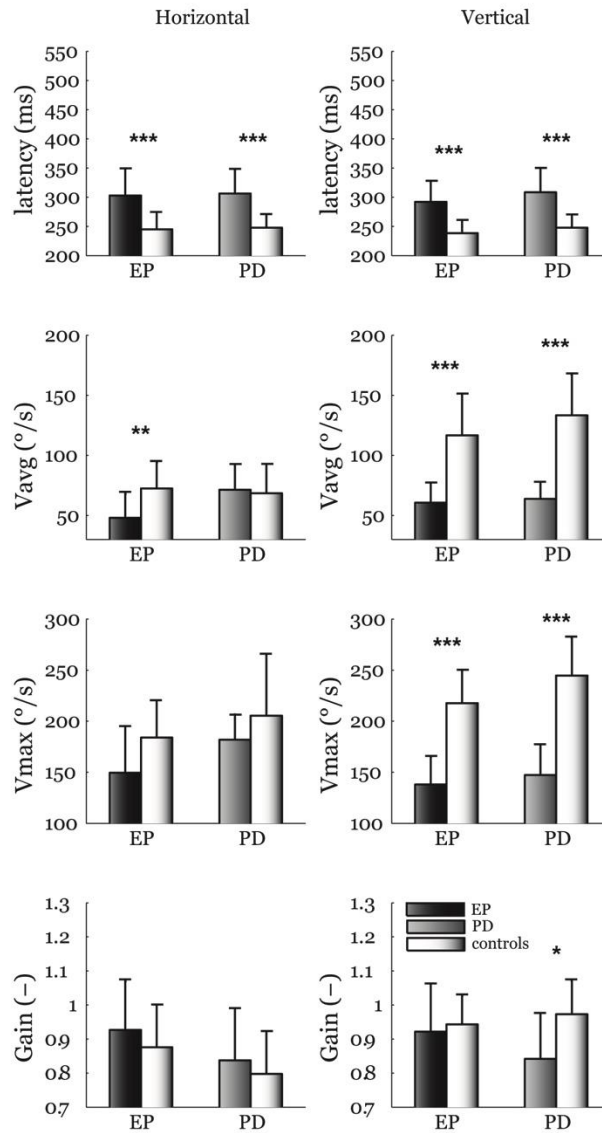 Horizontal
Vertical
latency (ms)
550
500
450
400
350
300
250
200
***
***
EP
PD
latency (ms)
550
500
450
400
350
300
250
200
***
***
EP
PD
Vavg (°/s)
200
150
100
50
**
EP
PD
Vavg (°/s)
200
150
100
50
***
***
EP
PD
Vmax (°/s)
300
250
200
150
100
EP
PD
Vmax (°/s)
300
250
200
150
100
***
***
EP
PD
Gain (–)
1.3
1.2
1.1
1
0.9
0.8
0.7
EP
PD
Gain (–)
1.3
1.2
1.1
1
0.9
0.8
0.7
EP
PD
controls
*
EP
PD